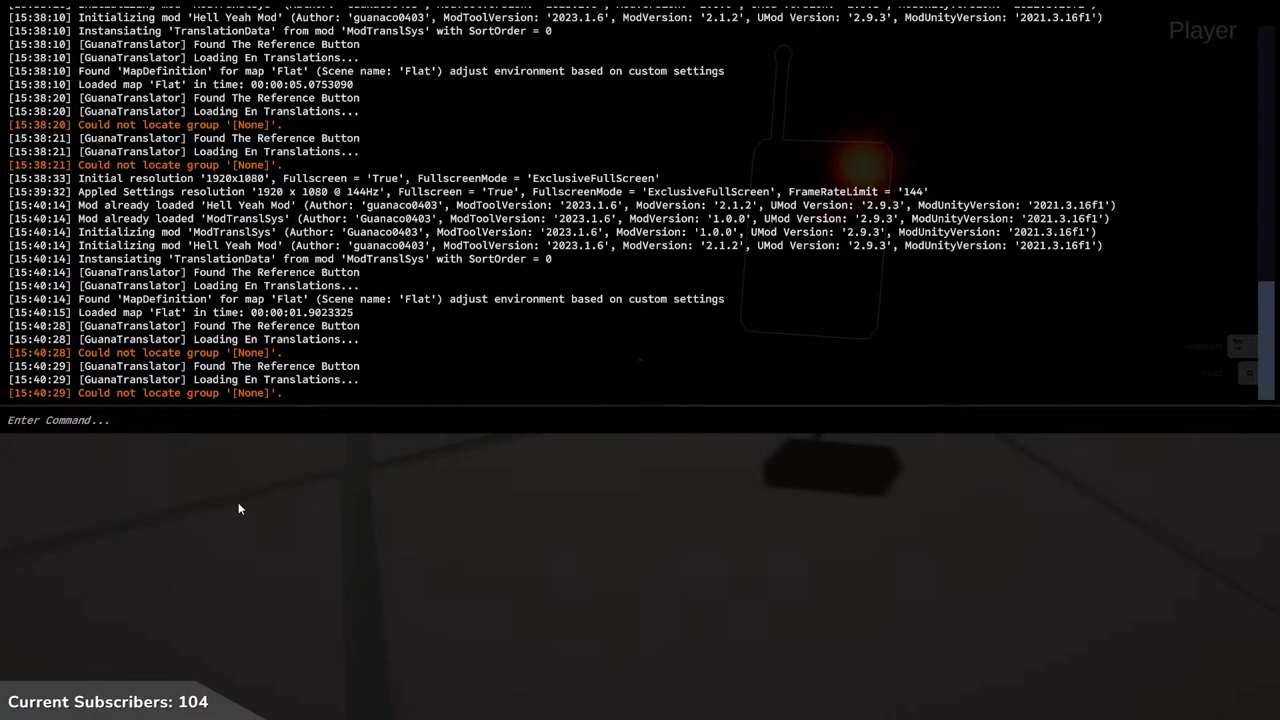 [15:38:10] Initializing mod 'Hell Yeah Mod' (Author: 'guanaco0403', ModToolVersion: '2023.1.6', ModVersion: '2.1.2', UMod Version: '2.9.3', ModUnityVersion: '2021.3.16f1')
[15:38:10] Instansiating 'TranslationData' from mod 'ModTranslSys' with SortOrder = 0
[15:38:10] [GuanaTranslator] Found The Reference Button
[15:38:10] [GuanaTranslator] Loading En Translations...
[15:38:10] Found 'MapDefinition' for map 'Flat' (Scene name: 'Flat') adjust environment based on custom settings
[15:38:10] Loaded map 'Flat' in time: 00:00:05.0753090
[15:38:20] [GuanaTranslator] Found The Reference Button
[15:38:20] [GuanaTranslator] Loading En Translations...
[15:38:20] Could not locate group '[None]'.
[15:38:21] [GuanaTranslator] Found The Reference Button
[15:38:21] [GuanaTranslator] Loading En Translations...
[15:38:21] Could not locate group '[None]'.
[15:38:33] Initial resolution '1920x1080', Fullscreen = 'True', FullscreenMode = 'ExclusiveFullScreen'
[15:39:32] Appled Settings resolution '1920 x 1080 @ 144Hz', Fullscreen = 'True', FullscreenMode = 'ExclusiveFullScreen', FrameRateLimit = '144'
[15:40:14] Mod already loaded 'Hell Yeah Mod' (Author: 'guanaco0403', ModToolVersion: '2023.1.6', ModVersion: '2.1.2', UMod Version: '2.9.3', ModUnityVersion: '2021.3.16f1')
[15:40:14] Mod already loaded 'ModTranslSys' (Author: 'Guanaco0403', ModToolVersion: '2023.1.6', ModVersion: '1.0.0', UMod Version: '2.9.3', ModUnityVersion: '2021.3.16f1')
[15:40:14] Initializing mod 'ModTranslSys' (Author: 'Guanaco0403', ModToolVersion: '2023.1.6', ModVersion: '1.0.0', UMod Version: '2.9.3', ModUnityVersion: '2021.3.16f1')
[15:40:14] Initializing mod 'Hell Yeah Mod' (Author: 'guanaco0403', ModToolVersion: '2023.1.6', ModVersion: '2.1.2', UMod Version: '2.9.3', ModUnityVersion: '2021.3.16f1')
[15:40:14] Instansiating 'TranslationData' from mod 'ModTranslSys' with SortOrder = 0
[15:40:14] [GuanaTranslator] Found The Reference Button
[15:40:14] [GuanaTranslator] Loading En Translations...
[15:40:14] Found 'MapDefinition' for map 'Flat' (Scene name: 'Flat') adjust environment based on custom settings
[15:40:15] Loaded map 'Flat' in time: 00:00:01.9023325
[15:40:28] [GuanaTranslator] Found The Reference Button
[15:40:28] [GuanaTranslator] Loading En Translations...
[15:40:28] Could not locate group '[None]'.
[15:40:29] [GuanaTranslator] Found The Reference Button
[15:40:29] [GuanaTranslator] Loading En Translations...
[15:40:29] Could not locate group '[None]'.
Enter Command...
Player
Current Subscribers: 104